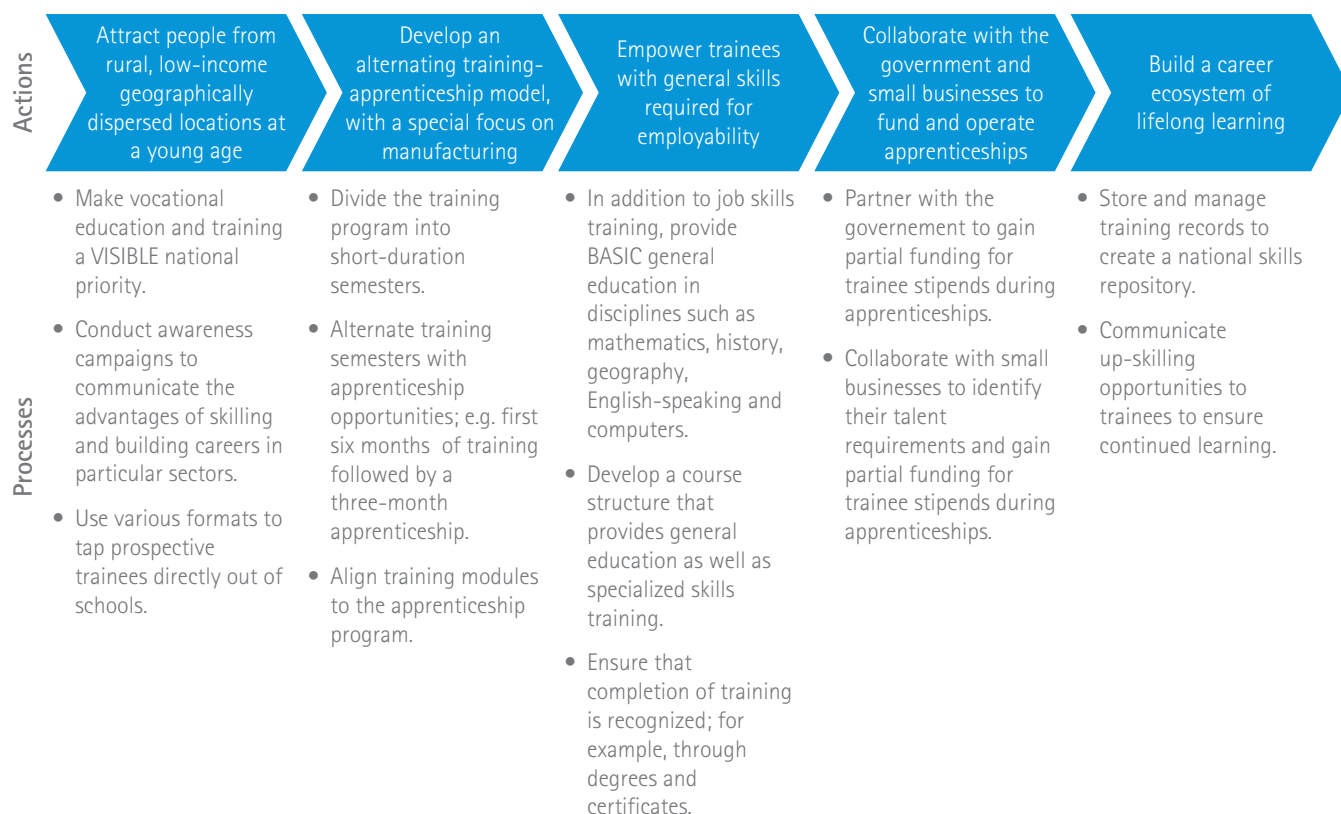 Actions
Attract people from
rural, low-income
geographically
dispersed locations at
a young age
Develop an
alternating training-
apprenticeship model,
with a special focus on
manufacturing
Empower trainees
with general skills
required for
employability
Collaborate with the
government and
small businesses to
fund and operate
apprenticeships
Build a career
ecosystem of
lifelong learning
Processes
• Make vocational
education and training
a VISIBLE national
priority.
• Conduct awareness
campaigns to
communicate the
advantages of skilling
and building careers in
particular sectors.
• Use various formats to
tap prospective
trainees directly out of
schools.
• Divide the training
program into
short-duration
semesters.
• Alternate training
semesters with
apprenticeship
opportunities; e.g. first
six months of training
followed by a
three-month
apprenticeship.
• Align training modules
to the apprenticeship
program.
• In addition to job skills
training, provide
BASIC general
education in
disciplines such as
mathematics, history,
geography,
English-speaking and
computers.
• Develop a course
structure that
provides general
education as well as
specialized skills
training.
• Ensure that
completion of training
is recognized; for
example, through
degrees and
certificates.
• Partner with the
governement to gain
partial funding for
trainee stipends during
apprenticeships.
• Collaborate with small
businesses to identify
their talent
requirements and gain
partial funding for
trainee stipends during
apprenticeships.
• Store and manage
training records to
create a national skills
repository.
• Communicate
up-skilling
opportunities to
trainees to ensure
continued learning.